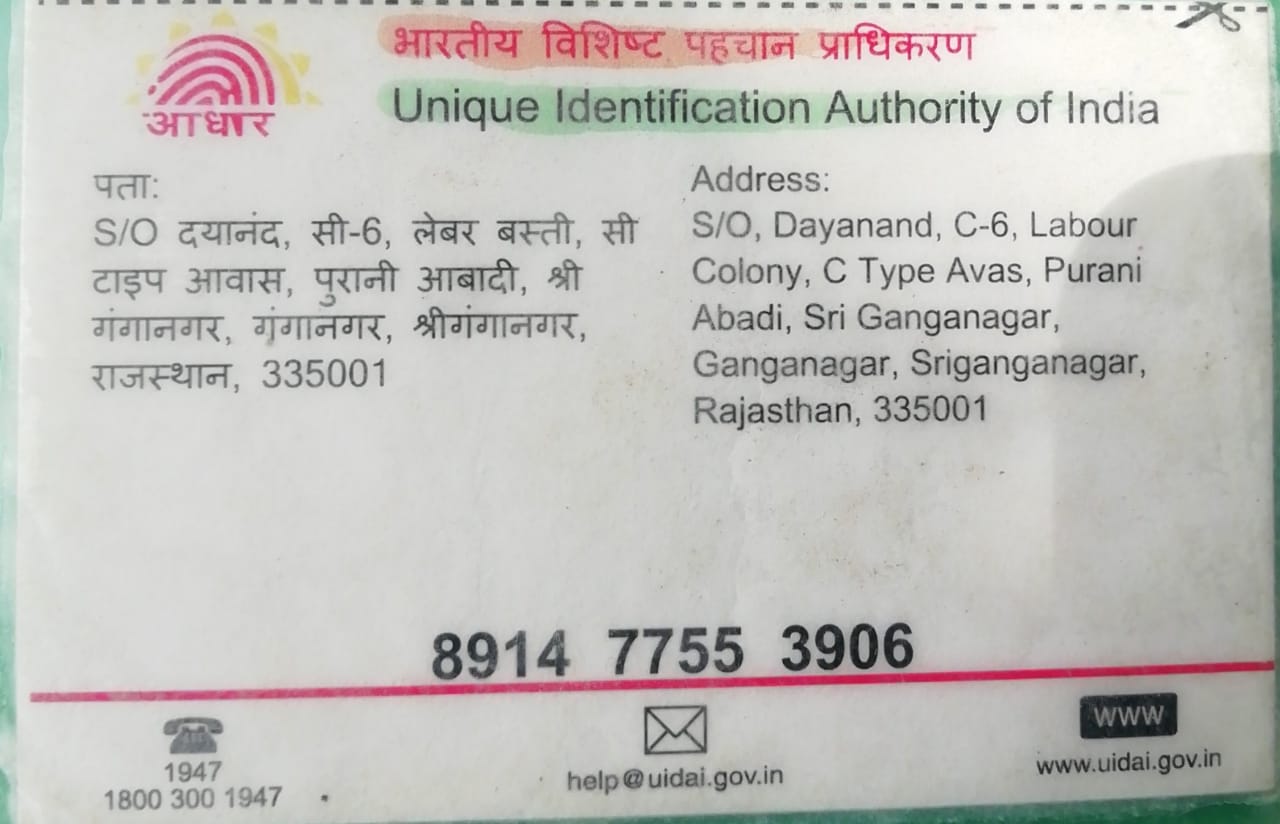 भारतीय विशिष्ट पहचान प्राधिकरण
Unique Identification Authority of India
आधार
पता:
S/O दयानंद, सी-6, लेबर बस्ती, सी
टाइप आवास, पुरानी आबादी, श्री
गंगानगर, गंगानगर, श्रीगंगानगर,
राजस्थान, 335001
Address:
S/O, Dayanand, C-6, Labour
Colony, C Type Avas, Purani
Abadi, Sri Ganganagar,
Ganganagar, Sriganganagar,
Rajasthan, 335001
8914 7755 3906
1947
1800 300 1947
help@uidai.gov.in
WWW
www.uidai.gov.in